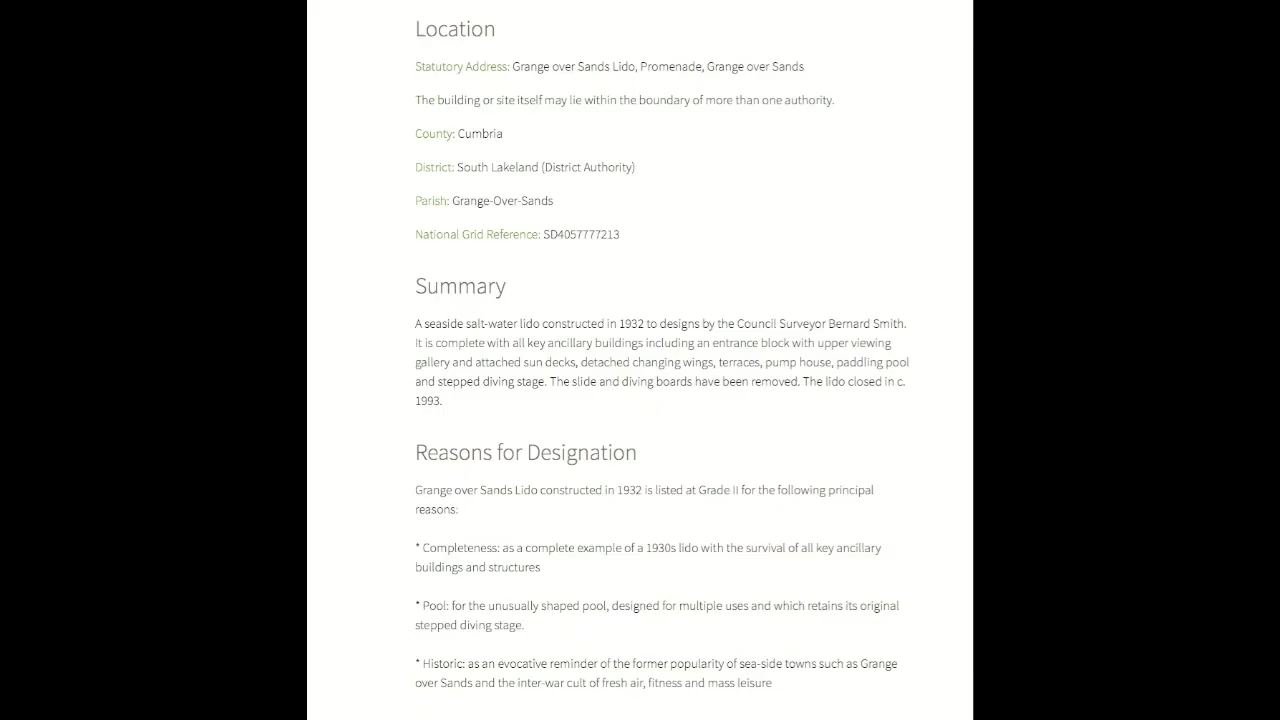 Location
Statutory Address: Grange over Sands Lido, Promenade, Grange over Sands
The building or site itself may lie within the boundary of more than one authority.
County: Cumbria
District: South Lakeland (District Authority)
Parish: Grange-Over-Sands
National Grid Reference: SD4057777213
Summary
A seaside salt-water lido constructed in 1932 to designs by the Council Surveyor Bernard Smith.
It is complete with all key ancillary buildings including an entrance block with upper viewing
gallery and attached sun decks, detached changing wings, terraces, pump house, paddling pool
and stepped diving stage. The slide and diving boards have been removed. The lido closed in c.
1993.
Reasons for Designation
Grange over Sands Lido constructed in 1932 is listed at Grade II for the following principal
reasons:
* Completeness: as a complete example of a 1930s lido with the survival of all key ancillary
buildings and structures
* Pool: for the unusually shaped pool, designed for multiple uses and which retains its original
stepped diving stage.
* Historic: as an evocative reminder of the former popularity of sea-side towns such as Grange
over Sands and the inter-war cult of fresh air, fitness and mass leisure